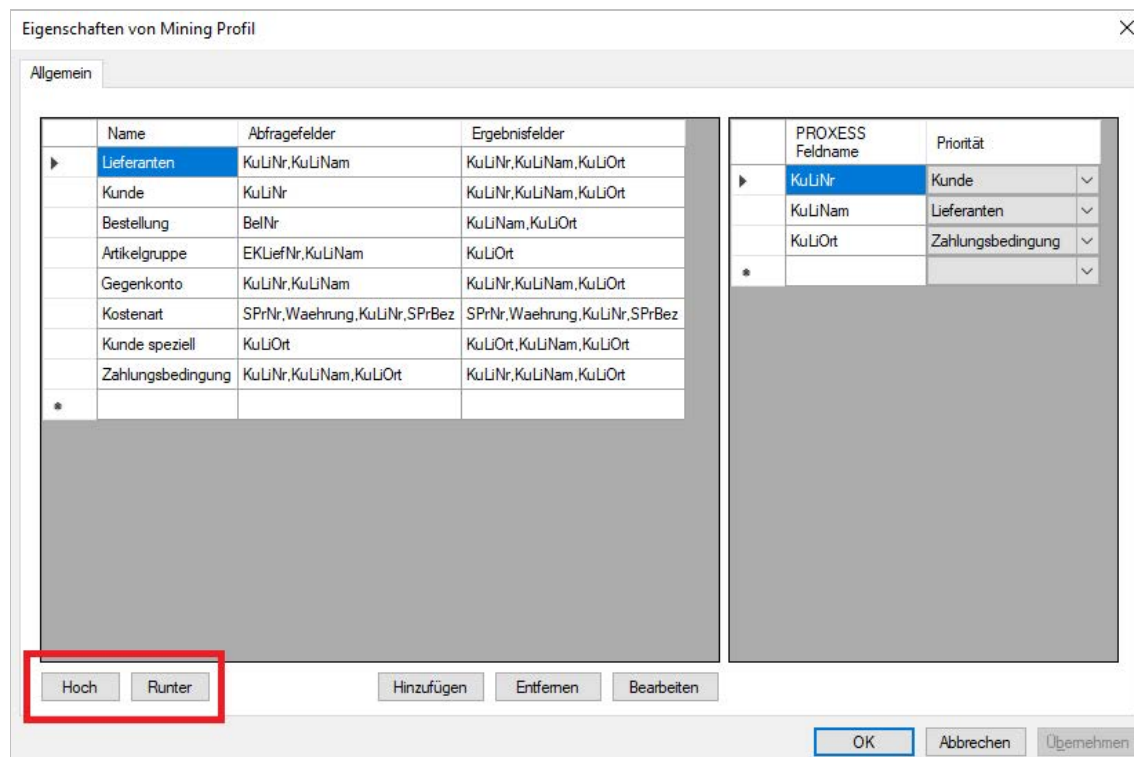 Eigenschaften von Mining Profil
Allgemein
Name Abfragefelder Ergebnisfelder
Lieferanten KuLiNr,KuLiNam KuLiNr,KuLiNam,KuLiOrt
Kunde KuLiNr KuLiNr,KuLiNam,KuLiOrt
Bestellung BelNr KuLiNam,KuLiOrt
Artikelgruppe EKLiefNr,KuLiNam KuLiOrt
Gegenkonto KuLiNr,KuLiNam KuLiNr,KuLiNam,KuLiOrt
Kostenart SPrNr,Waehrung,KuLiNr,SPrBez SPrNr,Waehrung,KuLiNr,SPrBez
Kunde speziell KuLiOrt KuLiOrt,KuLiNam,KuLiOrt
Zahlungsbedingung KuLiNr,KuLiNam,KuLiOrt KuLiNr,KuLiNam,KuLiOrt
PROXESS
Feldname Priorität
KuLiNr Kunde
KuLiNam Lieferanten
KuLiOrt Zahlungsbedingung
Hoch Runter Hinzufügen Entfernen Bearbeiten
OK Abbrechen Übernehmen